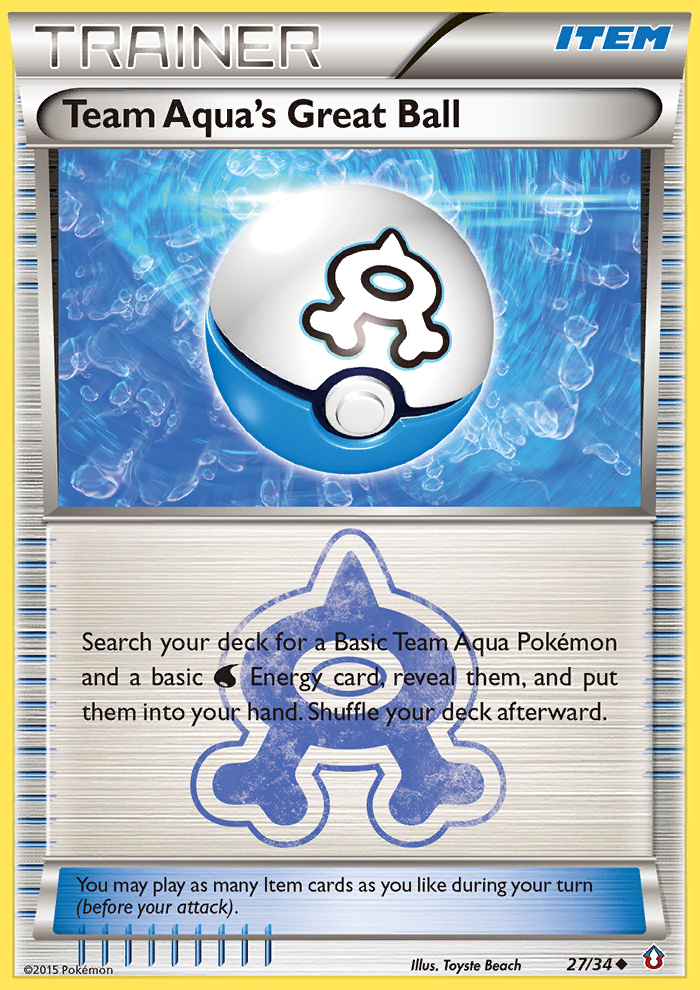 TRAINER
ITEM
Team Aqua's Great Ball
Search your deck for a Basic Team Aqua Pokémon
and a basic Energy card, reveal them, and put
them into your hand. Shuffle your deck afterward.
You may play as many Item cards as you like during your turn
(before your attack).
©2015 Pokémon
Illus. Toyste Beach
27/34